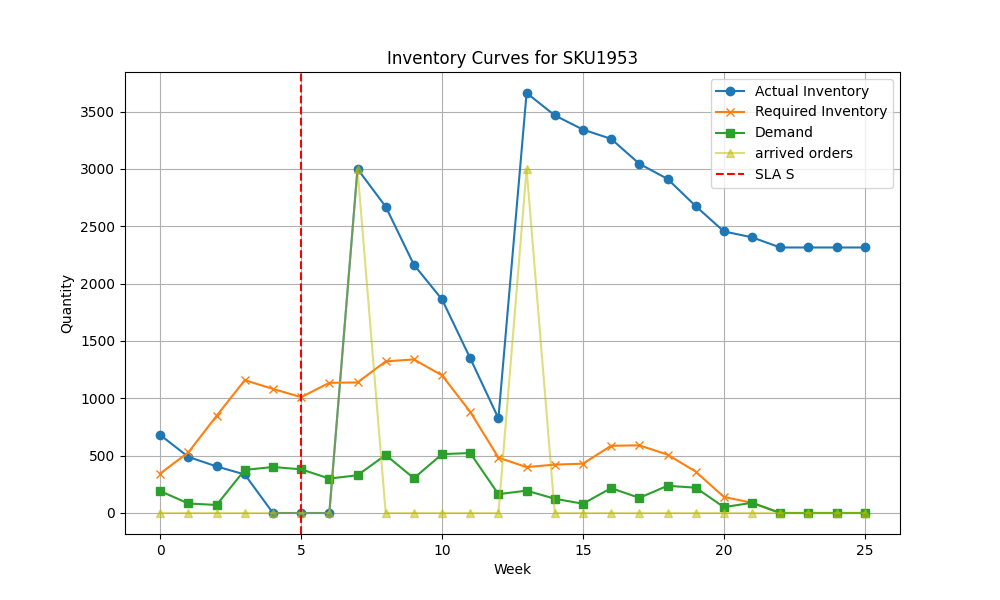 Inventory Curves for SKU1953
Actual Inventory
Required Inventory
Demand
arrived orders
SLA S
3500
3000
2500
2000
1500
1000
500
0
Quantity
0 5 10 15 20 25
Week